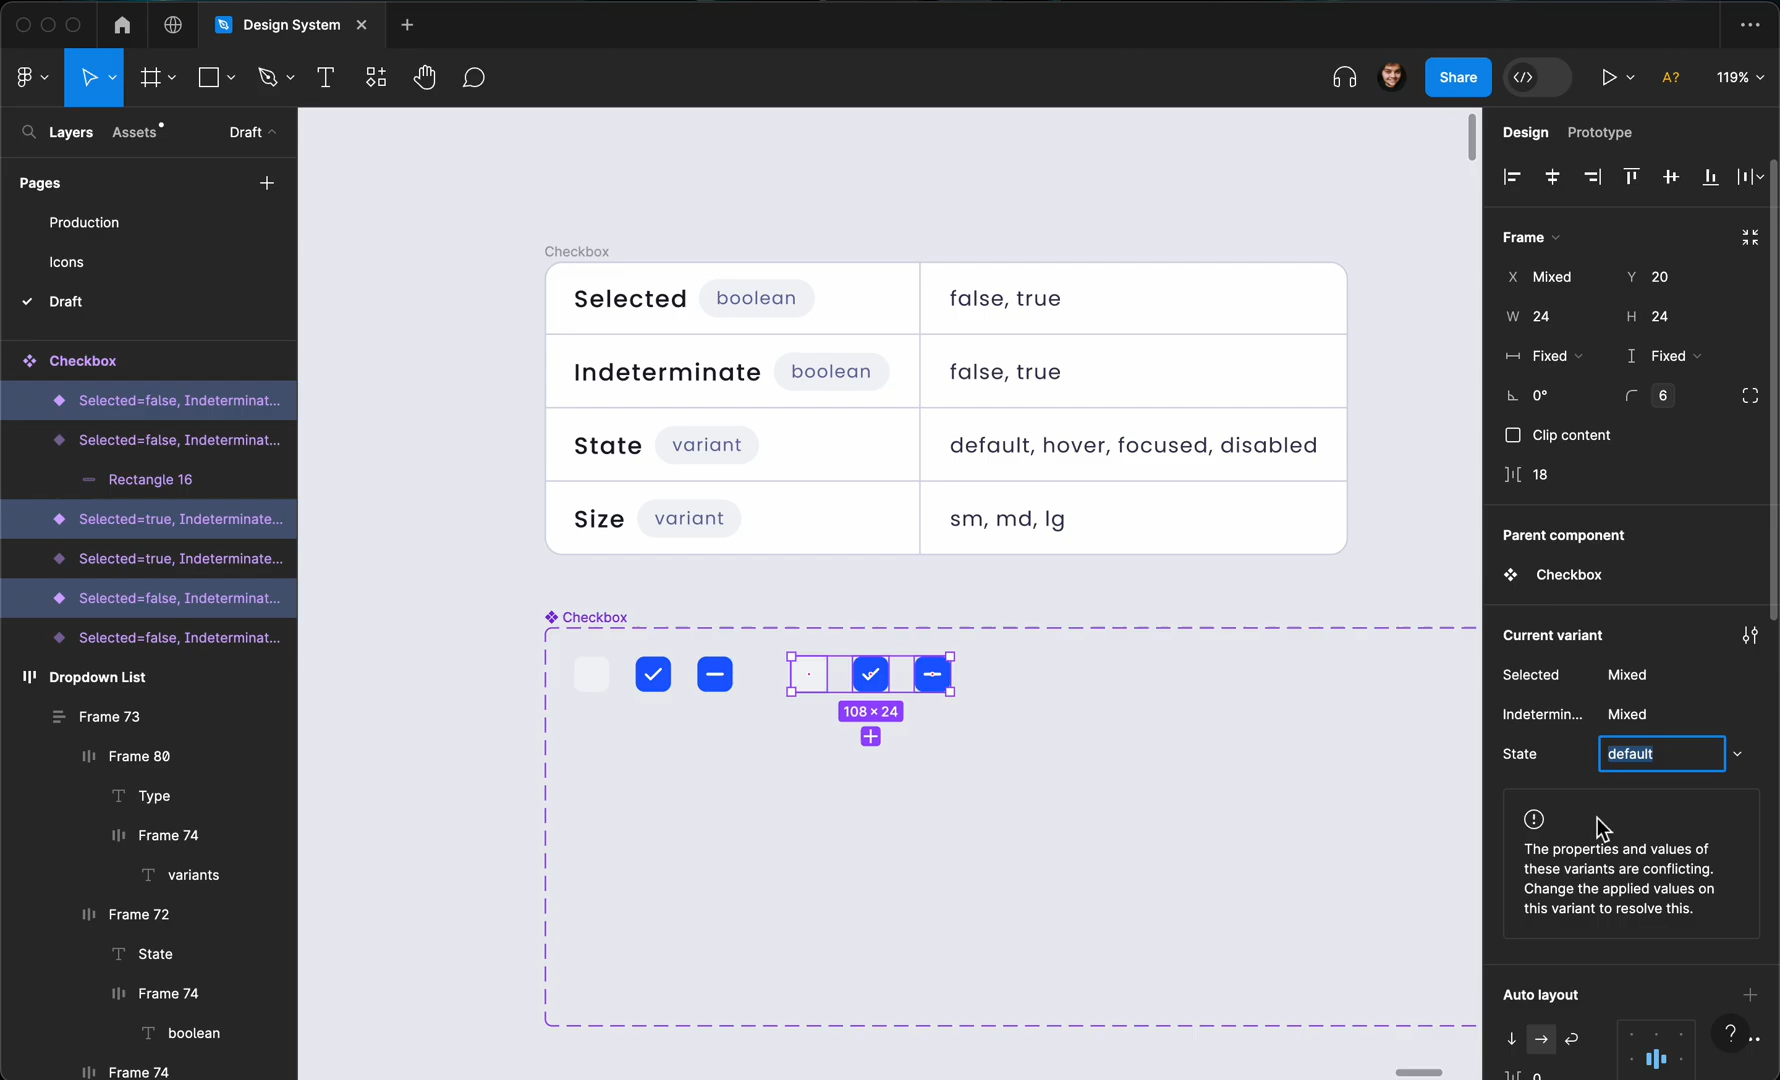 Design System
Share
119%
A?
Layers
Assets
Draft
Pages
Production
Icons
Draft
Checkbox
Selected=false, Indeterminat...
Selected=false, Indeterminat...
Rectangle 16
Selected=true, Indeterminate...
Selected=true, Indeterminate...
Selected=false, Indeterminat...
Selected=false, Indeterminat...
Dropdown List
Frame 73
Frame 80
Type
Frame 74
variants
Frame 72
State
Frame 74
boolean
Frame 74
Checkbox
Selected boolean false, true
Indeterminate boolean false, true
State variant default, hover, focused, disabled
Size variant sm, md, lg
Checkbox
108 × 24
Design Prototype
Frame
X Mixed Y 20
W 24 H 24
Fixed Fixed
0° 6
Clip content
18
Parent component
Checkbox
Current variant
Selected Mixed
Indetermin... Mixed
State default
The properties and values of
these variants are conflicting.
Change the applied values on
this variant to resolve this.
Auto layout
?
0